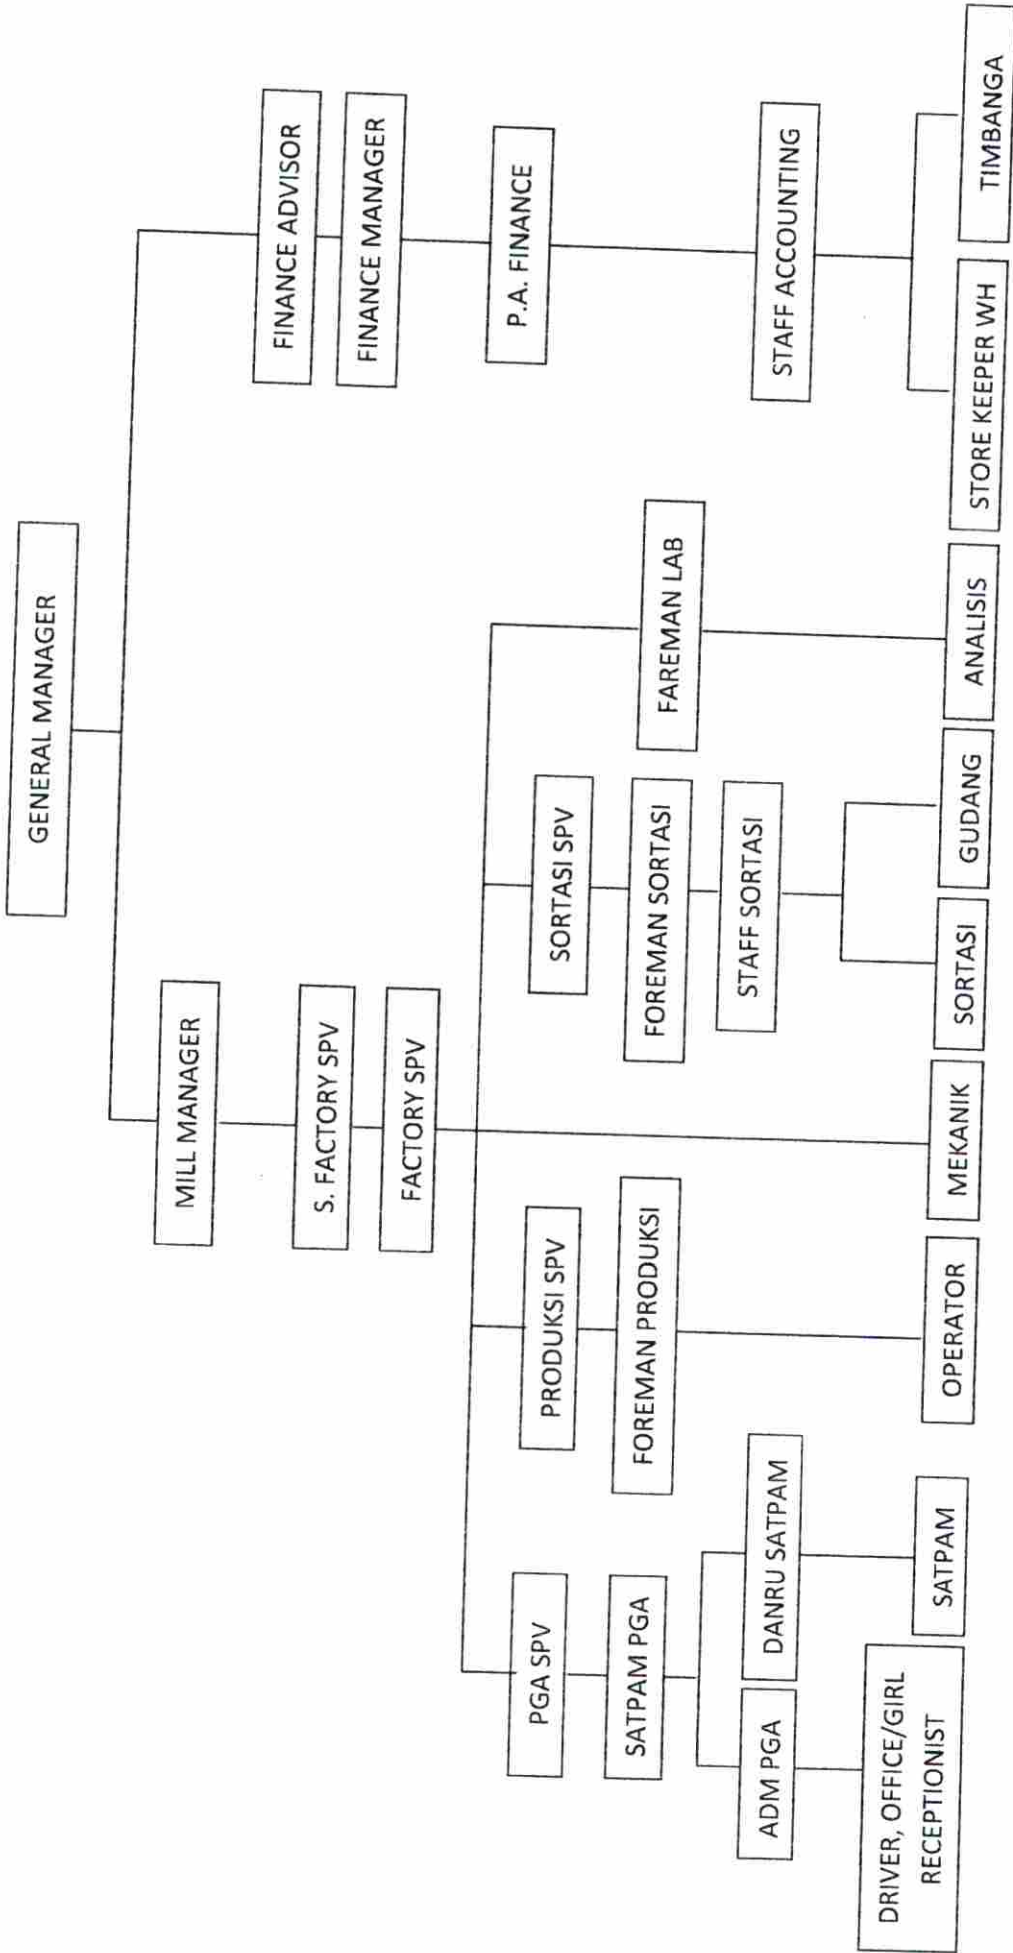 GENERAL MANAGER
MILL MANAGER
FINANCE ADVISOR
S. FACTORY SPV
FINANCE MANAGER
FACTORY SPV
P.A. FINANCE
PGA SPV
PRODUKSI SPV
SORTASI SPV
SATPAM PGA
FOREMAN PRODUKSI
FOREMAN SORTASI
FAREMAN LAB
ADM PGA
DANRU SATPAM
STAFF SORTASI
STAFF ACCOUNTING
DRIVER, OFFICE/GIRL
RECEPTIONIST
SATPAM
OPERATOR
MEKANIK
SORTASI
GUDANG
ANALISIS
STORE KEEPER WH
TIMBANGA